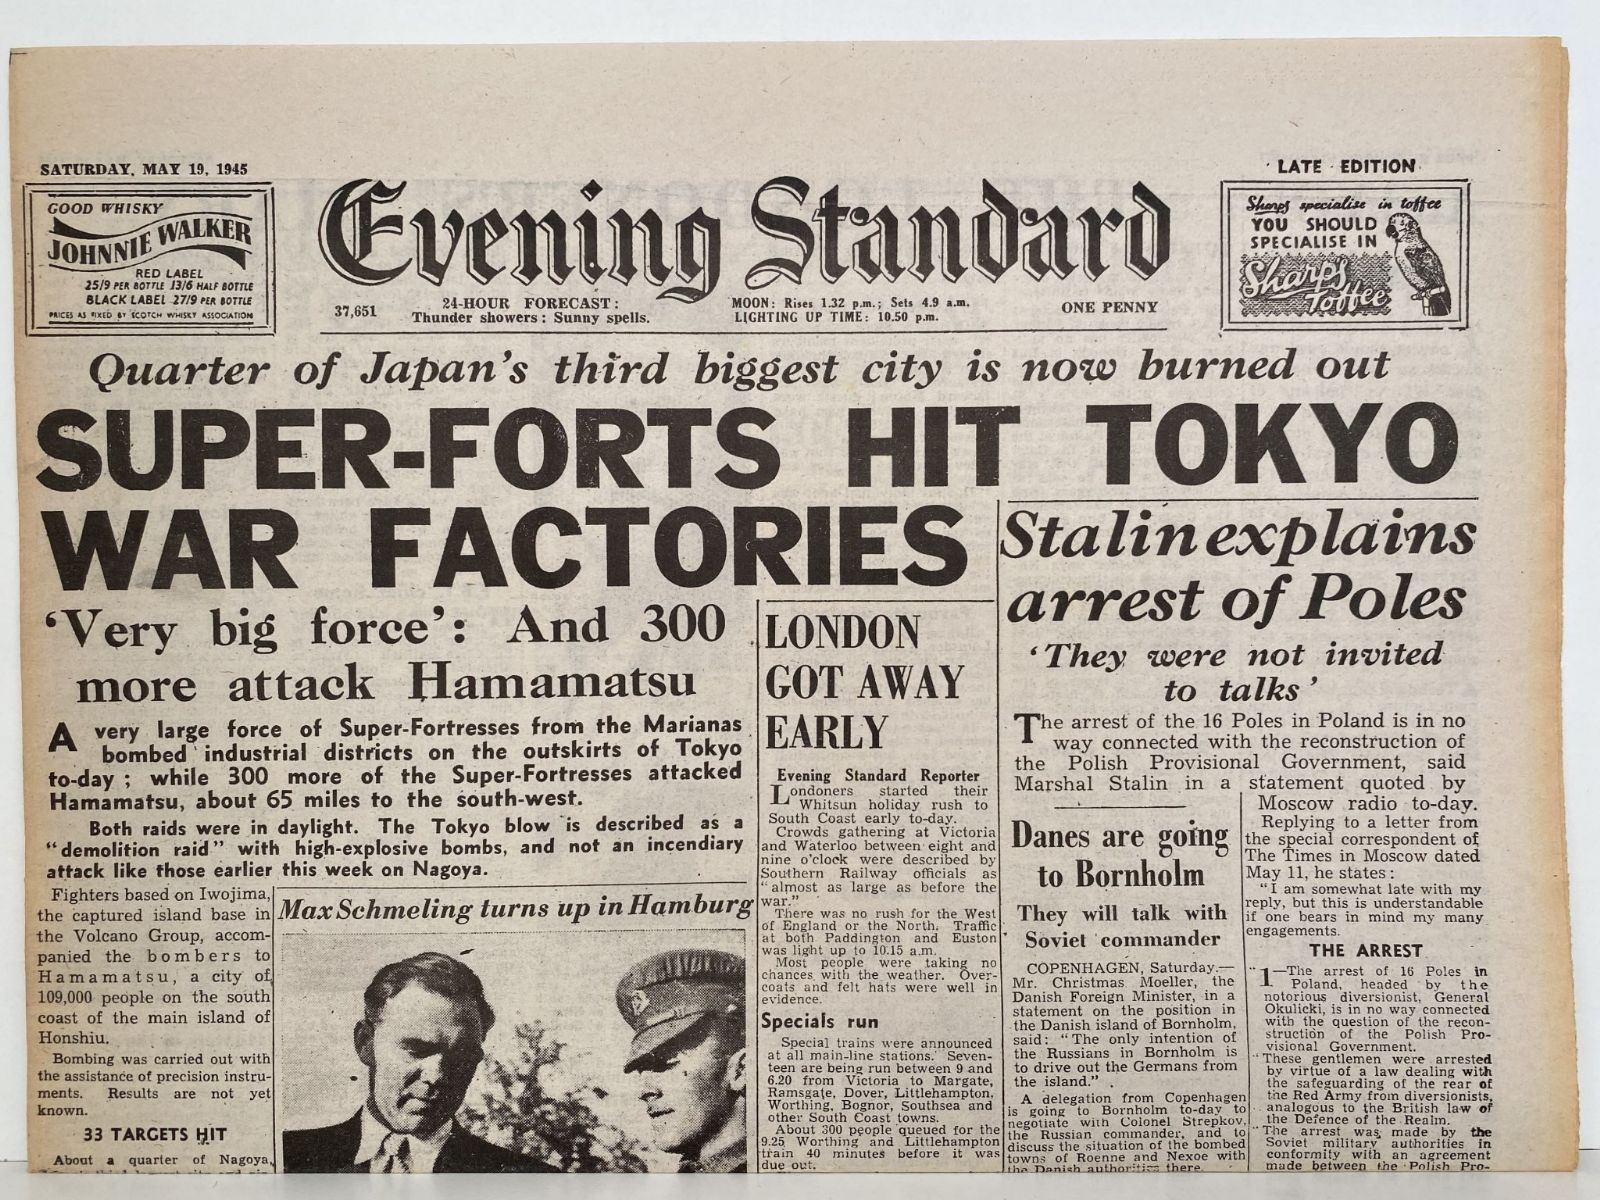 SATURDAY, MAY 19, 1945
GOOD WHISKY
JOHNNIE WALKER
RED LABEL
25/9 PER BOTTLE 13/6 HALF BOTTLE
BLACK LABEL 27/9 PER BOTTLE
PRICES AS FIXED BY SCOTCH WHISKY ASSOCIATION
Evening Standard
37,651
24-HOUR FORECAST:
Thunder showers: Sunny spells.
MOON: Rises 1.32 p.m.; Sets 4.9 a.m.
LIGHTING UP TIME: 10.50 p.m.
ONE PENNY
LATE EDITION
Sharps specialise in toffee
YOU SHOULD
SPECIALISE IN
Sharps
Toffee
Quarter of Japan's third biggest city is now burned out
SUPER-FORTS HIT TOKYO
WAR FACTORIES
'Very big force': And 300
more attack Hamamatsu
A very large force of Super-Fortresses from the Marianas
bombed industrial districts on the outskirts of Tokyo
to-day; while 300 more of the Super-Fortresses attacked
Hamamatsu, about 65 miles to the south-west.
Both raids were in daylight. The Tokyo blow is described as a
"demolition raid" with high-explosive bombs, and not an incendiary
attack like those earlier this week on Nagoya.
Fighters based on Iwojima,
the captured island base in
the Volcano Group, accom-
panied the bombers to
Hamamatsu, a city of
109,000 people on the south
coast of the main island of
Honshiu.
Bombing was carried out with
the assistance of precision instru-
ments. Results are not yet
known.
33 TARGETS HIT
About a quarter of Nagoya,
Max Schmeling turns up in Hamburg
LONDON
GOT AWAY
EARLY
Evening Standard Reporter
Londoners started their
Whitsun holiday rush to
South Coast early to-day.
Crowds gathering at Victoria
and Waterloo between eight and
nine o'clock were described by
Southern Railway officials as
"almost as large as before the
war."
There was no rush for the West
of England or the North. Traffic
at both Paddington and Euston
was light up to 10.15 a.m.
Most people were taking no
chances with the weather. Over-
coats and felt hats were well in
evidence.
Specials run
Special trains were announced
at all main-line stations. Seven-
teen are being run between 9 and
6.20 from Victoria to Margate,
Ramsgate, Dover, Littlehampton,
Worthing, Bognor, Southsea and
other South Coast towns.
About 300 people queued for the
9.25 Worthing and Littlehampton
train 40 minutes before it was
due out.
Stalin explains
arrest of Poles
'They were not invited
to talks'
The arrest of the 16 Poles in Poland is in no
way connected with the reconstruction of
the Polish Provisional Government, said
Marshal Stalin in a statement quoted by
Moscow radio to-day.
Replying to a letter from
the special correspondent of
The Times in Moscow dated
May 11, he states:
"I am somewhat late with my
reply, but this is understandable
if one bears in mind my many
engagements.
THE ARREST
"1—The arrest of 16 Poles in
Poland, headed by the
notorious diversionist, General
Okulicki, is in no way connected
with the question of the recon-
struction of the Polish Pro-
visional Government.
"These gentlemen were arrested
by virtue of a law dealing with
the safeguarding of the rear of
the Red Army from diversionists,
analogous to the British law of
the Defence of the Realm.
"The arrest was made by the
Soviet military authorities in
conformity with an agreement
made between the Polish Pro-
Danes are going
to Bornholm
They will talk with
Soviet commander
COPENHAGEN, Saturday.—
Mr. Christmas Moeller, the
Danish Foreign Minister, in a
statement on the position in
the Danish island of Bornholm,
said: "The only intention of
the Russians in Bornholm is
to drive out the Germans from
the island."
A delegation from Copenhagen
is going to Bornholm to-day to
negotiate with Colonel Strepkov,
the Russian commander, and to
discuss the situation of the bombed
towns of Roenne and Nexoe with
the Danish authorities there.